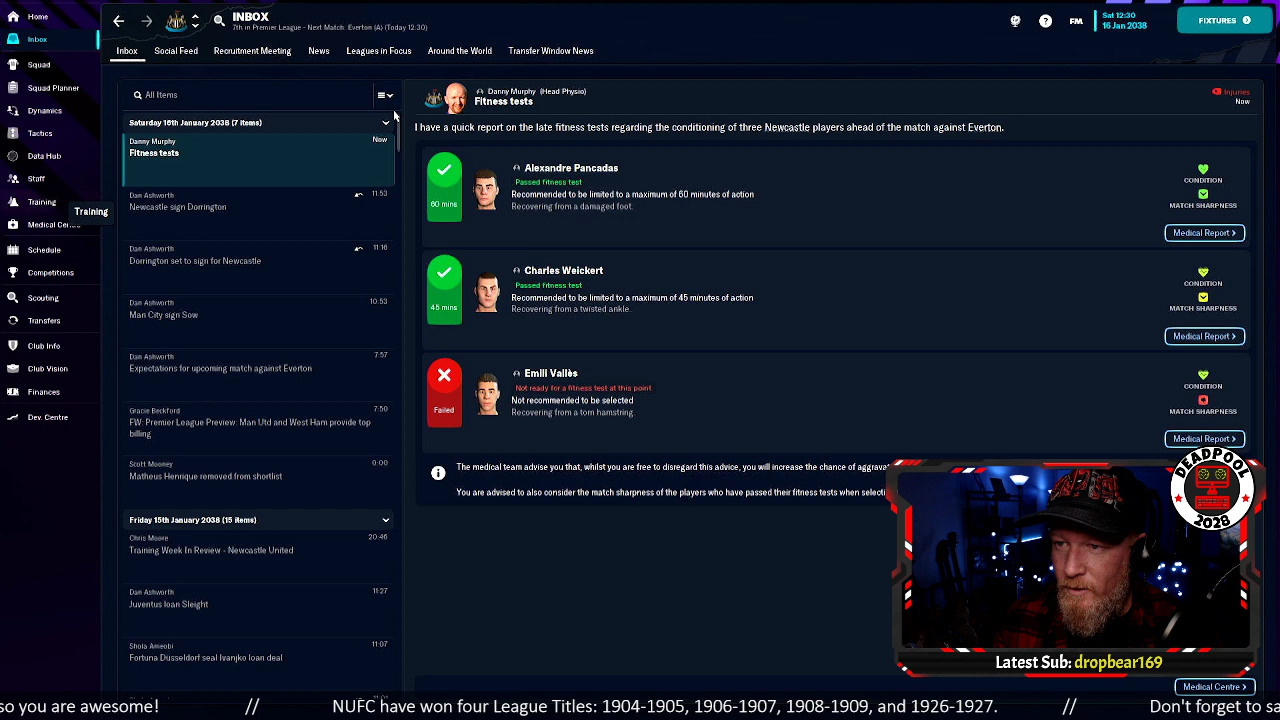 Home
Inbox
Squad
Squad Planner
Dynamics
Tactics
Data Hub
Staff
Training
Training
Medical Centre
Schedule
Competitions
Scouting
Transfers
Club Info
Club Vision
Finances
Dev. Centre
INBOX
7th in Premier League - Next Match: Everton (A) (Today 12:30)
FM
Sat 12:30
16 Jan 2038
FIXTURES
Inbox
Social Feed
Recruitment Meeting
News
Leagues in Focus
Around the World
Transfer Window News
All Items
Saturday 16th January 2038 (7 items)
Danny Murphy
Now
Fitness tests
Dan Ashworth
11:53
Newcastle sign Dorrington
Dan Ashworth
11:16
Dorrington set to sign for Newcastle
Dan Ashworth
10:53
Man City sign Sow
Dan Ashworth
7:57
Expectations for upcoming match against Everton
Gracie Beckford
7:50
FW: Premier League Preview: Man Utd and West Ham provide top
billing
Scott Mooney
0:00
Matheus Henrique removed from shortlist
Friday 15th January 2038 (15 items)
Chris Moore
20:46
Training Week In Review - Newcastle United
Dan Ashworth
11:27
Juventus loan Sleight
Shola Ameobi
11:07
Fortuna Düsseldorf seal Ivanjko loan deal
Danny Murphy (Head Physio)
Fitness tests
Injuries
Now
I have a quick report on the late fitness tests regarding the conditioning of three Newcastle players ahead of the match against Everton.
60 mins
Alexandre Pancadas
Passed fitness test
Recommended to be limited to a maximum of 60 minutes of action
Recovering from a damaged foot.
CONDITION
MATCH SHARPNESS
Medical Report
45 mins
Charles Weickert
Passed fitness test
Recommended to be limited to a maximum of 45 minutes of action
Recovering from a twisted ankle.
CONDITION
MATCH SHARPNESS
Medical Report
Failed
Emili Vallès
Not ready for a fitness test at this point
Not recommended to be selected
Recovering from a torn hamstring.
CONDITION
MATCH SHARPNESS
Medical Report
The medical team advise you that, whilst you are free to disregard this advice, you will increase the chance of
You are advised to also consider the match sharpness of the players who have passed their fitness tests when
DEADPOOL
2028
Latest Sub: dropbear169
Medical Centre
so you are awesome! // NUFC have won four League Titles: 1904-1905, 1906-1907, 1908-1909, and 1926-1927. // Don't forget to